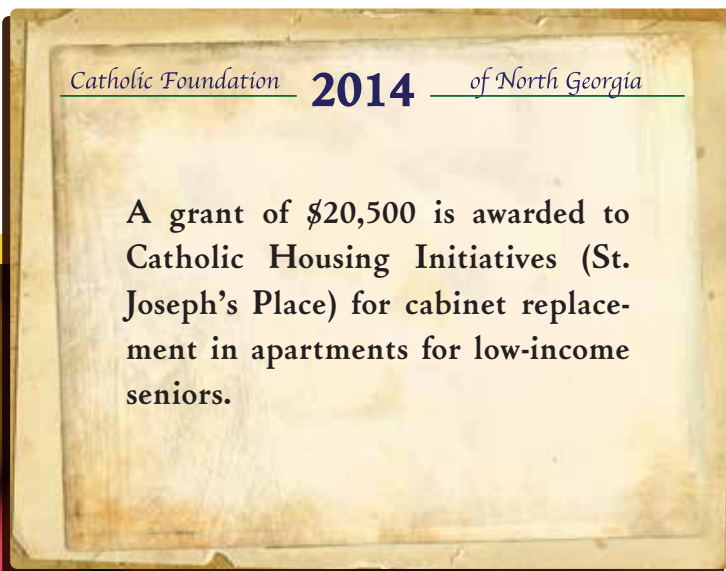 Catholic Foundation 2014 of North Georgia
A grant of $20,500 is awarded to
Catholic Housing Initiatives (St.
Joseph's Place) for cabinet replace-
ment in apartments for low-income
seniors.